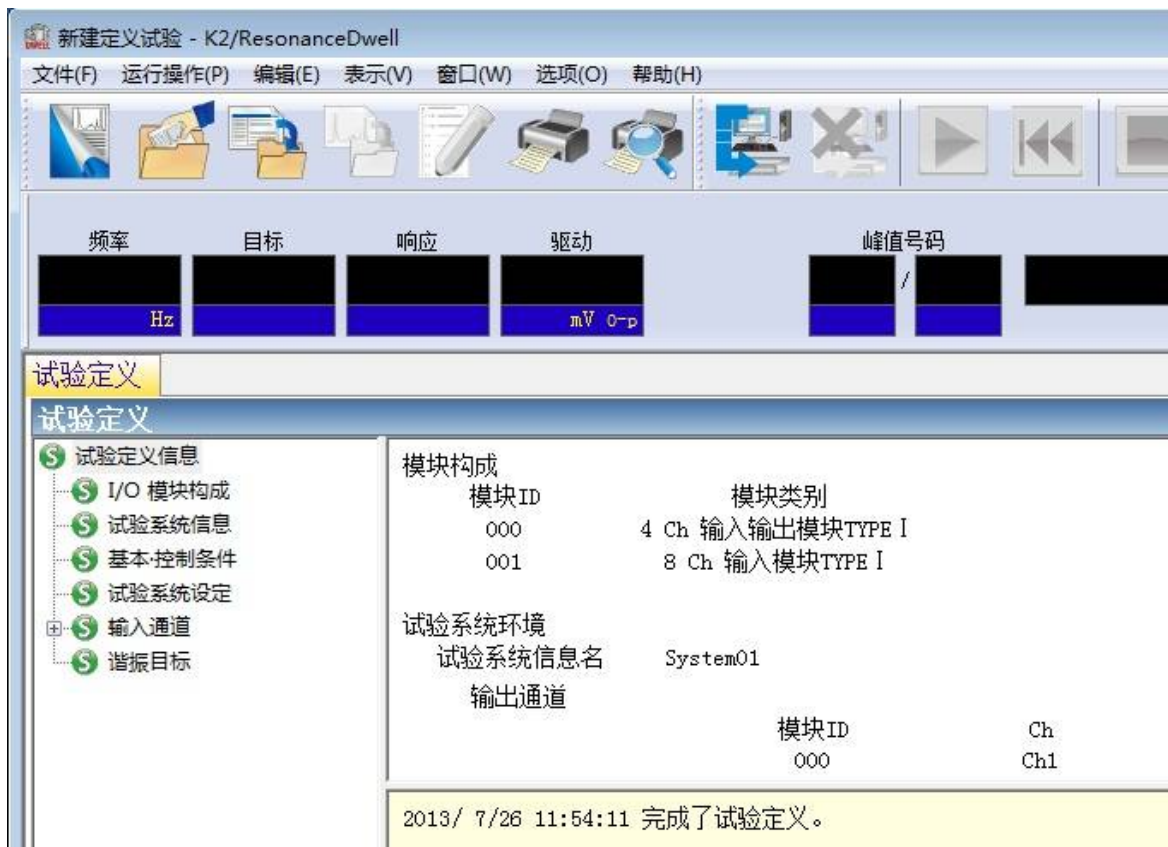 新建定义试验 - K2/ResonanceDwell
文件(F) 运行操作(P) 编辑(E) 表示(V) 窗口(W) 选项(O) 帮助(H)
频率 目标 响应 驱动 峰值号码
/
Hz mV 0-p
试验定义
试验定义
试验定义信息
I/O 模块构成
试验系统信息
基本·控制条件
试验系统设定
输入通道
谐振目标
模块构成
模块ID 模块类别
000 4 Ch 输入输出模块TYPEⅠ
001 8 Ch 输入模块TYPEⅠ
试验系统环境
试验系统信息名 System01
输出通道
模块ID Ch
000 Ch1
2013/ 7/26 11:54:11 完成了试验定义。